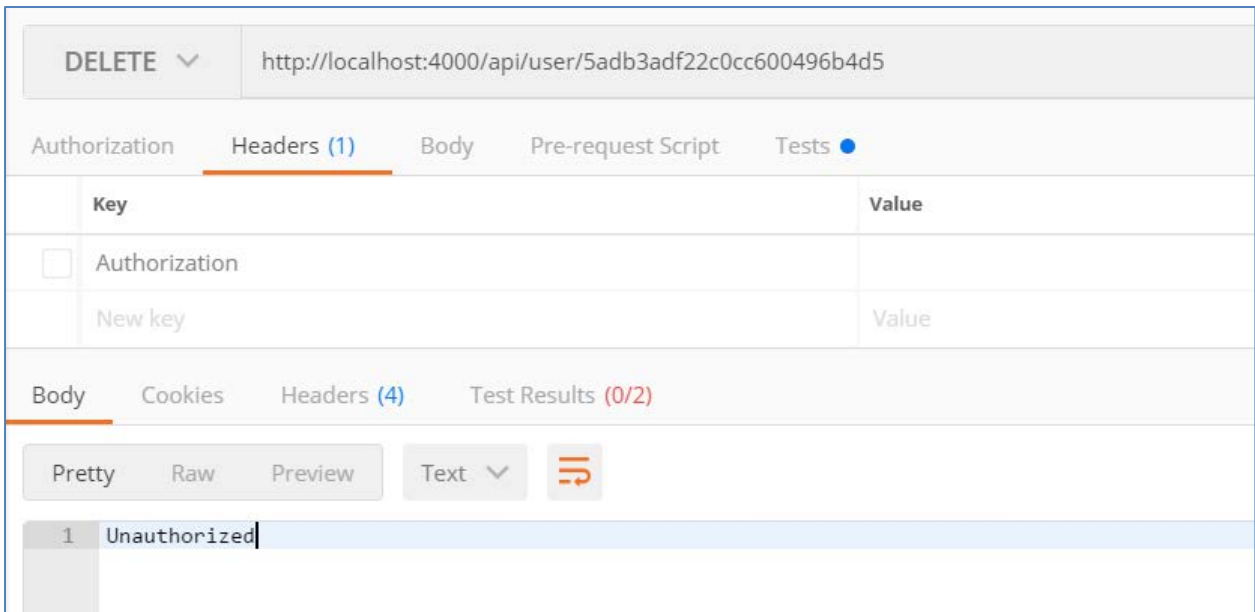 DELETE http://localhost:4000/api/user/5adb3adf22c0cc600496b4d5
Authorization Headers (1) Body Pre-request Script Tests
Key Value
Authorization
New key Value
Body Cookies Headers (4) Test Results (0/2)
Pretty Raw Preview Text
1 Unauthorized